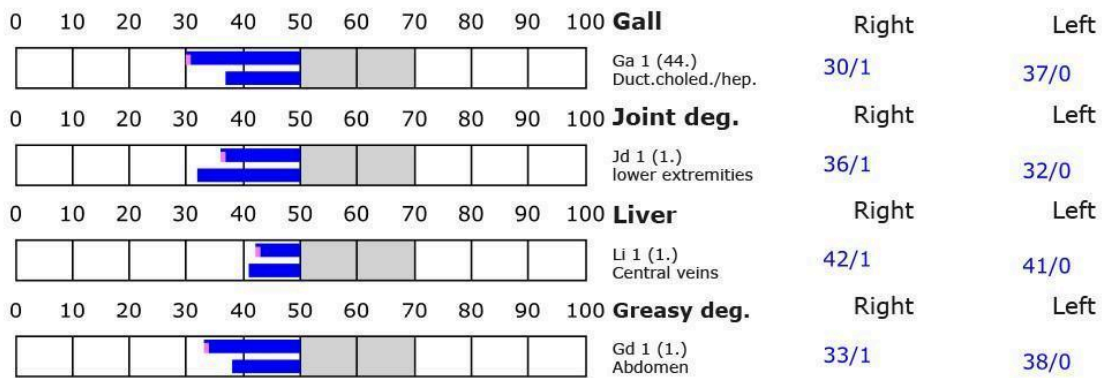 0 10 20 30 40 50 60 70 80 90 100 Gall Right Left
Ga 1 (44.) 30/1 37/0
Duct.choled./hep.
0 10 20 30 40 50 60 70 80 90 100 Joint deg. Right Left
Jd 1 (1.) 36/1 32/0
lower extremities
0 10 20 30 40 50 60 70 80 90 100 Liver Right Left
Li 1 (1.) 42/1 41/0
Central veins
0 10 20 30 40 50 60 70 80 90 100 Greasy deg. Right Left
Gd 1 (1.) 33/1 38/0
Abdomen